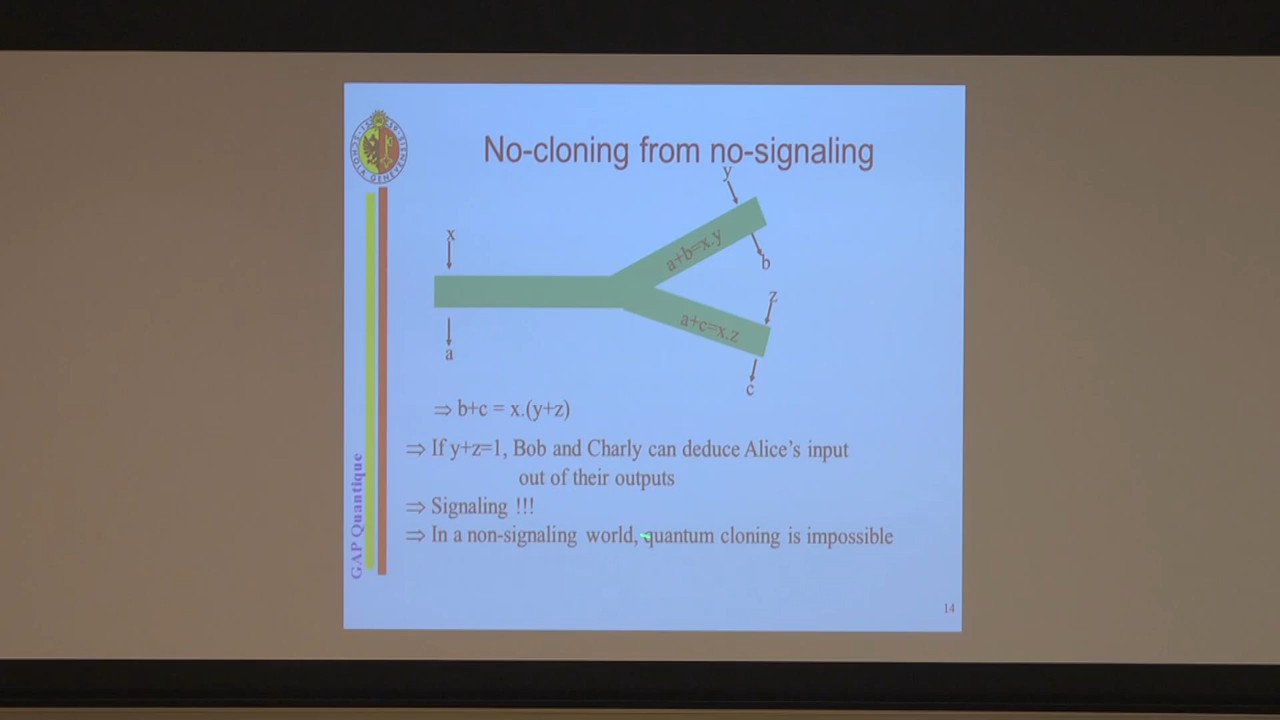 No-cloning from no-signaling
y
x
a+b=x.y
b
z
a+c=x.z
a
c
⇒ b+c = x.(y+z)
⇒ If y+z=1, Bob and Charly can deduce Alice's input
out of their outputs
⇒ Signaling !!!
⇒ In a non-signaling world, quantum cloning is impossible
GAP Quantique
14